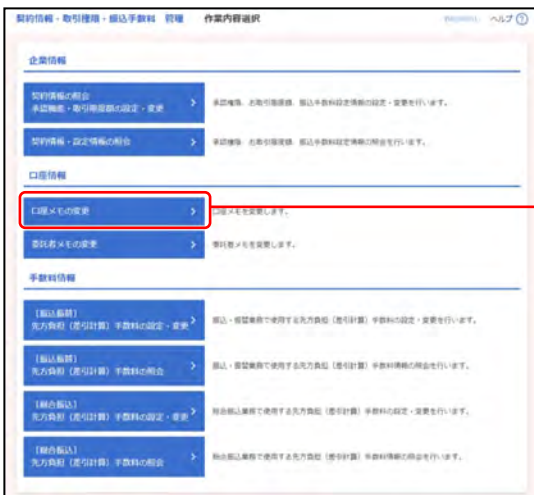 契約情報・取引権限・振込手数料 管理 作業内容選択 ヘルプ ?
企業情報
契約情報の照会
承認機能・取引限度額の設定・変更
承認権限、お取引限度額、振込手数料設定情報の設定・変更を行います。
契約情報・設定情報の照会
承認権限、お取引限度額、振込手数料設定情報の照会を行います。
口座情報
口座メモの変更
口座メモを変更します。
委託者メモの変更
委託者メモを変更します。
手数料情報
[振込振替]
先方負担(差引計算)手数料の設定・変更
振込・振替業務で使用する先方負担(差引計算)手数料の設定・変更を行います。
[振込振替]
先方負担(差引計算)手数料の照会
振込・振替業務で使用する先方負担(差引計算)手数料情報の照会を行います。
[総合振込]
先方負担(差引計算)手数料の設定・変更
総合振込業務で使用する先方負担(差引計算)手数料の設定・変更を行います。
[総合振込]
先方負担(差引計算)手数料の照会
総合振込業務で使用する先方負担(差引計算)手数料情報の照会を行います。